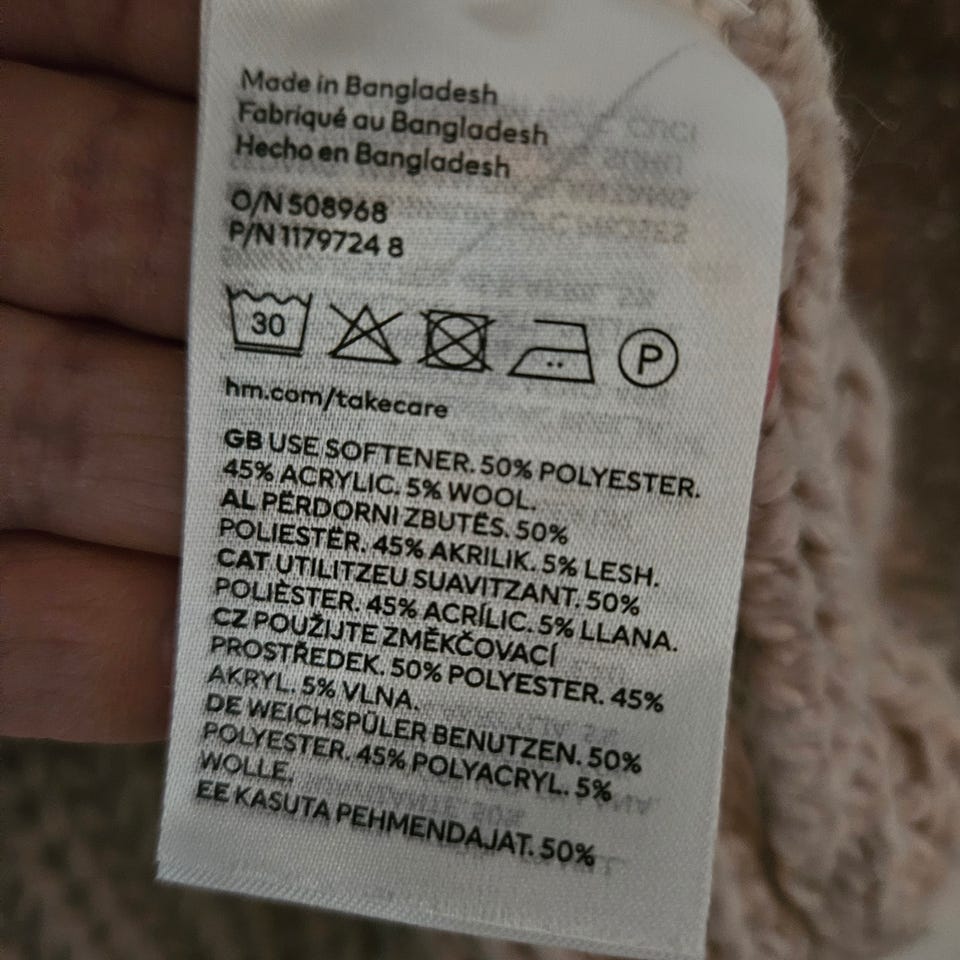 Made in Bangladesh
Fabriqué au Bangladesh
Hecho en Bangladesh
O/N 508968
P/N 1179724 8
30
P
hm.com/takecare
GB USE SOFTENER. 50% POLYESTER.
45% ACRYLIC. 5% WOOL.
AL PËRDORNI ZBUTËS. 50%
POLIESTËR. 45% AKRILIK. 5% LESH.
CAT UTILITZEU SUAVITZANT. 50%
POLIÈSTER. 45% ACRÍLIC. 5% LLANA.
CZ POUŽIJTE ZMĚKČOVACÍ
PROSTŘEDEK. 50% POLYESTER. 45%
AKRYL. 5% VLNA.
DE WEICHSPÜLER BENUTZEN. 50%
POLYESTER. 45% POLYACRYL. 5%
WOLLE.
EE KASUTA PEHMENDAJAT. 50%